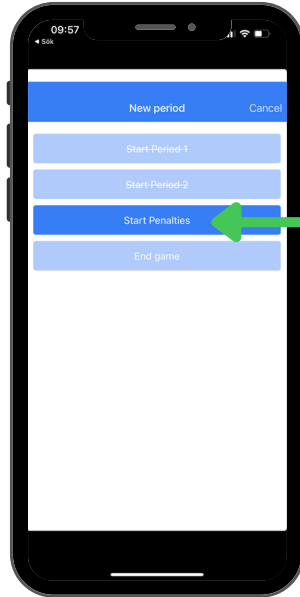 09:57
◀ Sök
New period Cancel
Start Period 1
Start Period 2
Start Penalties
End game